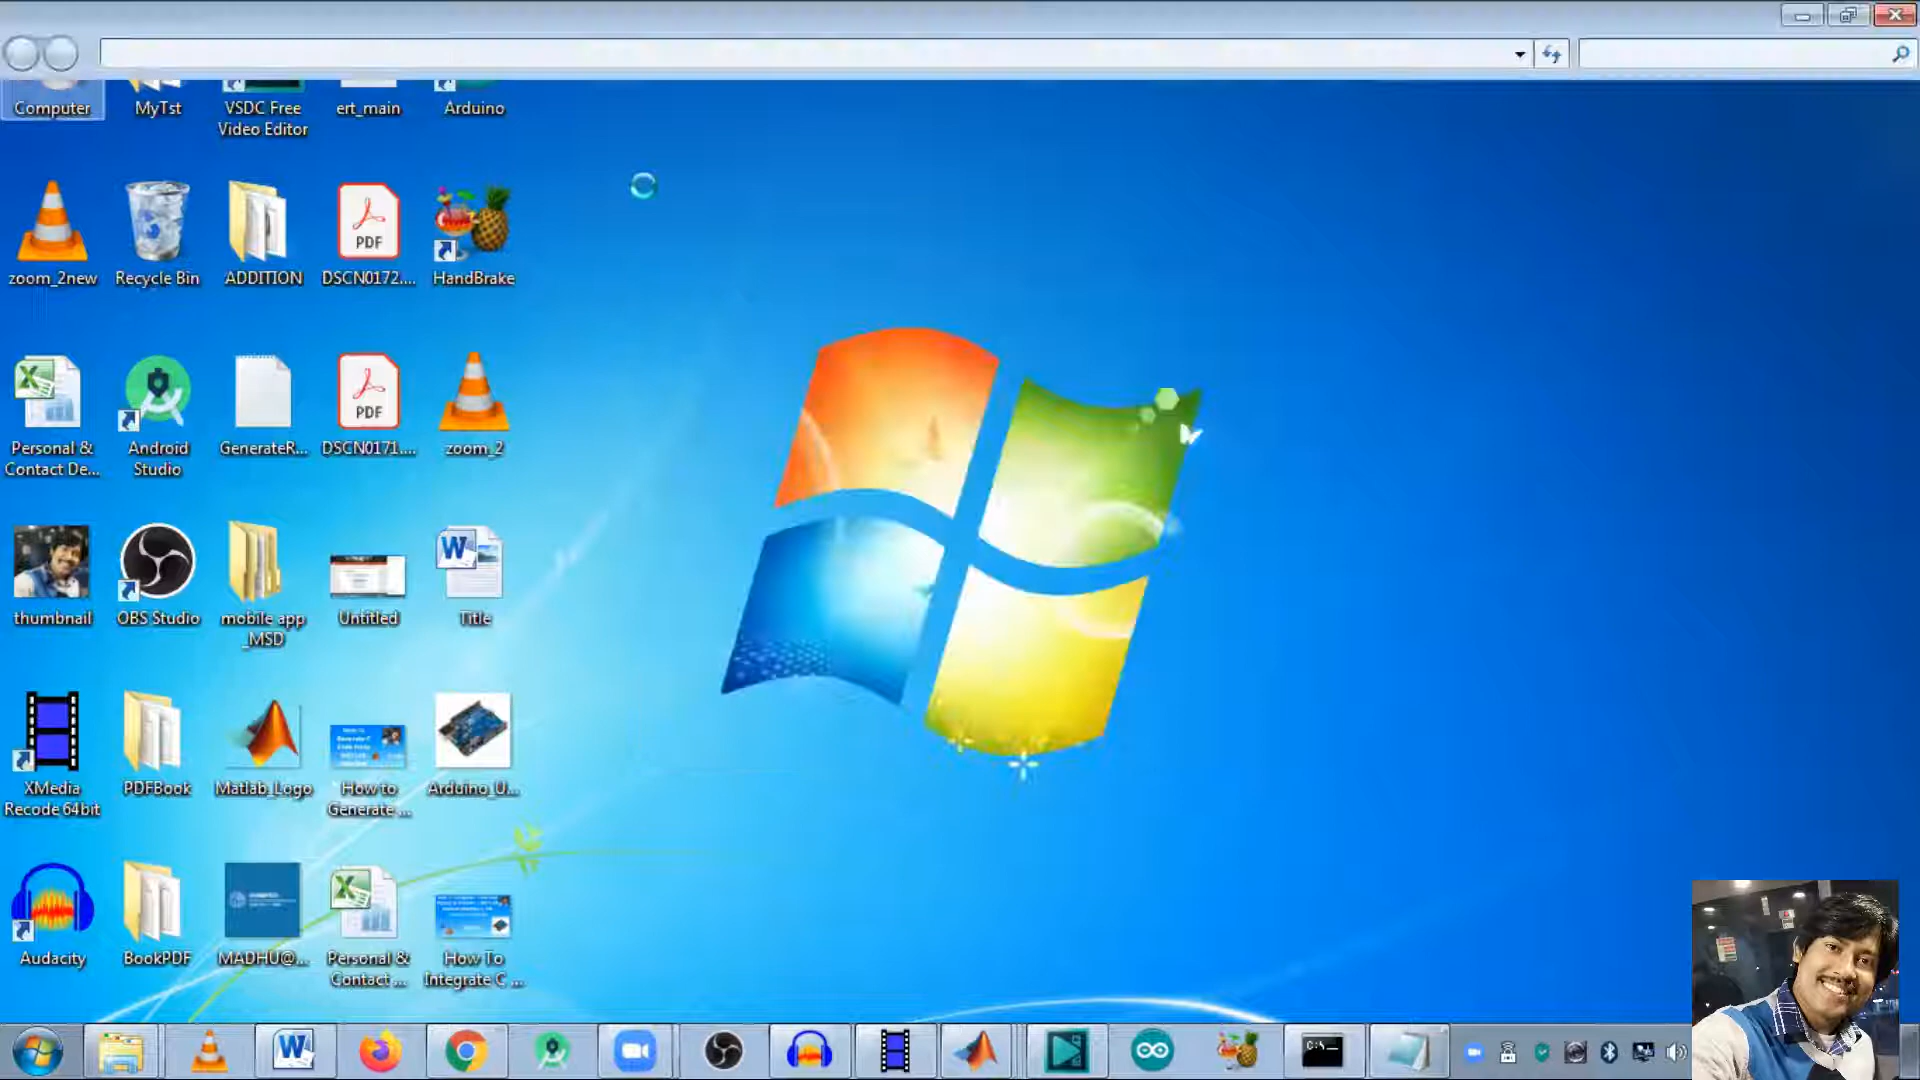 Computer
MyTst
VSDC Free
Video Editor
ert_main
Arduino
zoom_2new
Recycle Bin
ADDITION
PDF
DSCN0172....
HandBrake
Personal &
Contact De...
Android
Studio
GenerateR...
PDF
DSCN0171....
zoom_2
thumbnail
OBS Studio
mobile app
_MSD
Untitled
Title
XMedia
Recode 64bit
PDFBook
Matlab_Logo
How to
Generate ...
Arduino_U...
Audacity
BookPDF
MADHU@...
Personal &
Contact ...
How To
Integrate C ...
C:\_